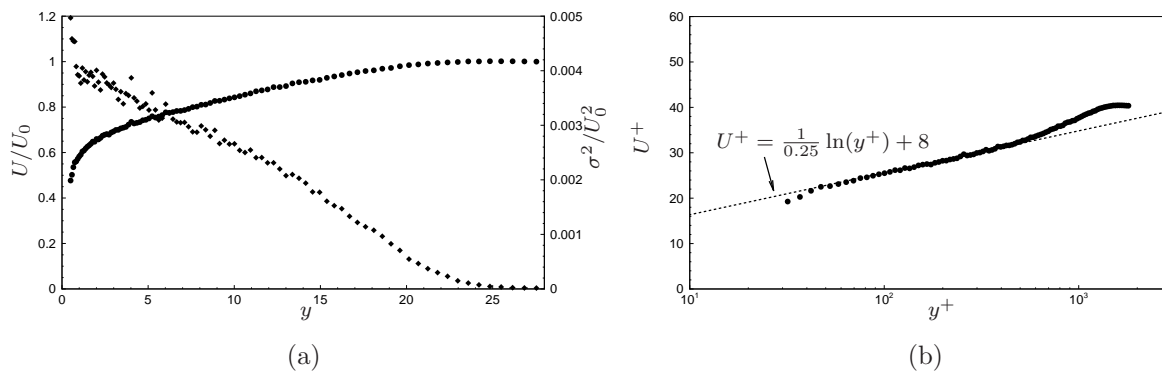 1.2
1
0.8
0.6
0.4
0.2
0
U/U₀
0.005
0.004
0.003
0.002
0.001
0
σ²/U₀²
0 5 10 15 20 25
y
(a)
60
50
40
30
20
10
0
U⁺
U⁺ = 1/0.25 ln(y⁺) + 8
10¹ 10² 10³
y⁺
(b)